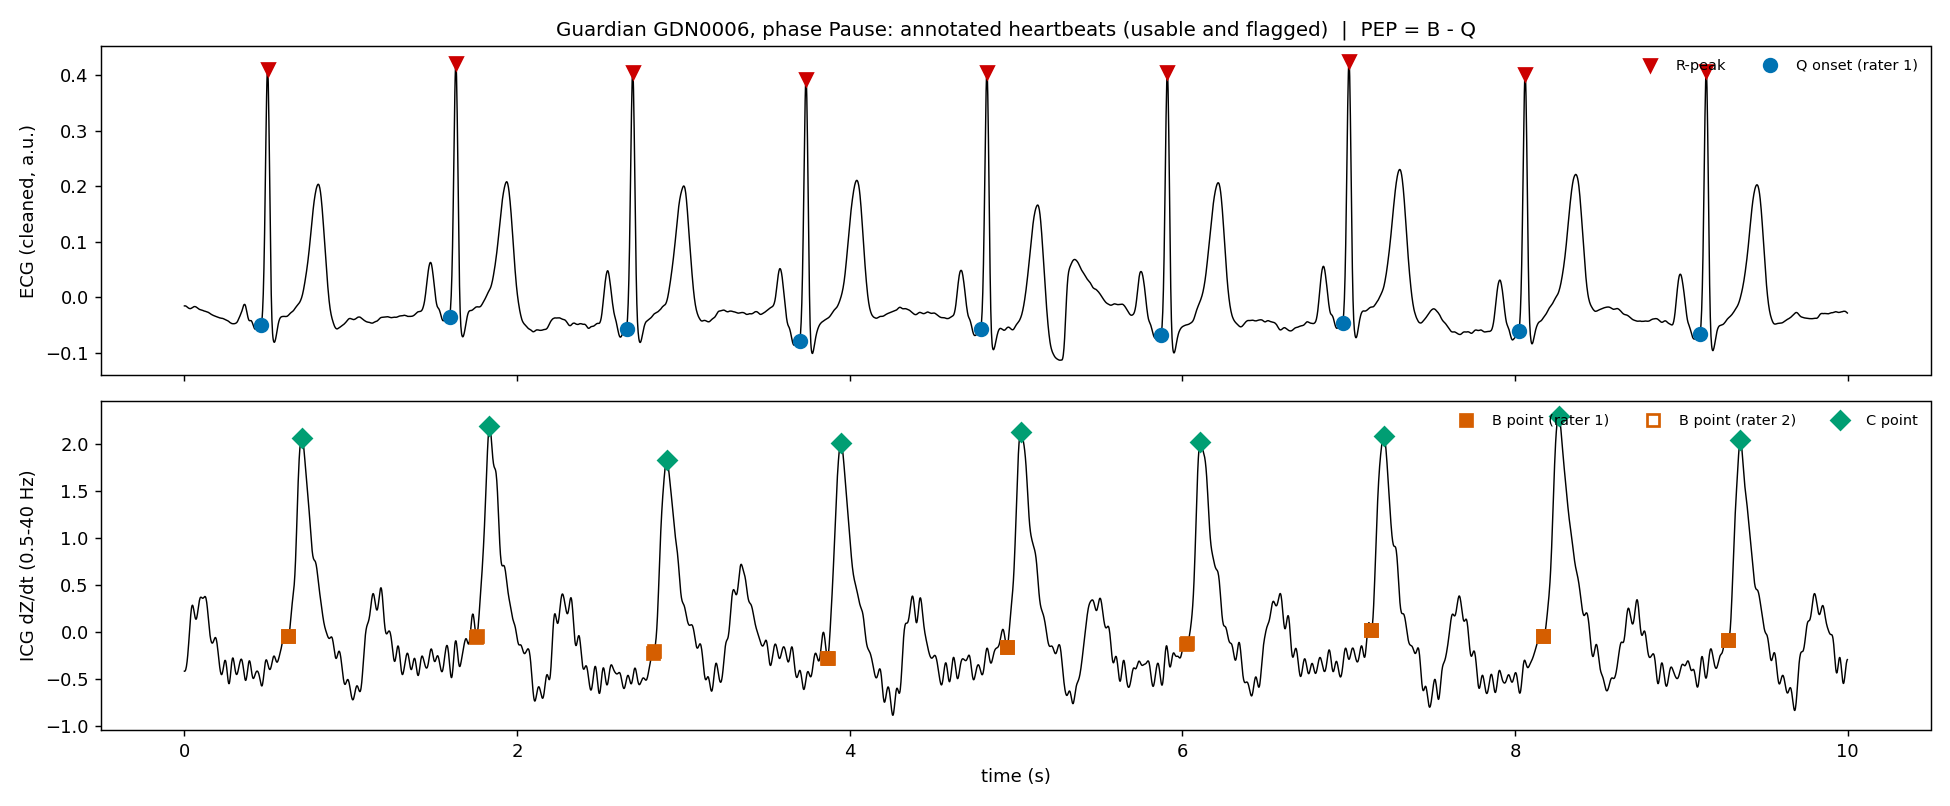 Guardian GDN0006, phase Pause: annotated heartbeats (usable and flagged)  |  PEP = B - Q
ECG (cleaned, a.u.)
0.4
0.3
0.2
0.1
0.0
−0.1
R-peak
Q onset (rater 1)
ICG dZ/dt (0.5-40 Hz)
2.0
1.5
1.0
0.5
0.0
−0.5
−1.0
B point (rater 1)
B point (rater 2)
C point
0
2
4
6
8
10
time (s)